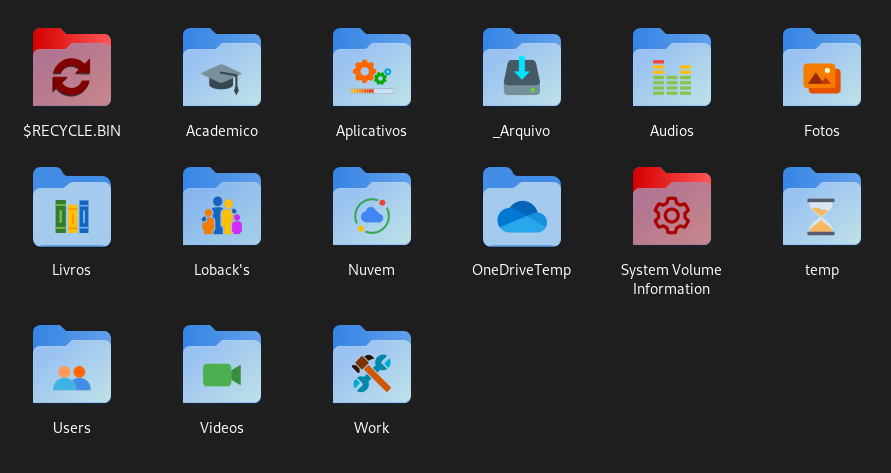 $RECYCLE.BIN
Academico
Aplicativos
_Arquivo
Audios
Fotos
Livros
Loback's
Nuvem
OneDriveTemp
System Volume
Information
temp
Users
Videos
Work